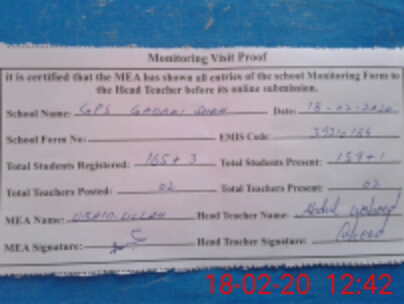 Monitoring Visit Proof
it is certified that the MEA has shown all entries of the school Monitoring Form to
the Head Teacher before its online submission.
School Name: GPS Date: 18-02-2020
School Form No: EMIS Code:
Total Students Registered: 165+3 Total Students Present: 159+1
Total Teachers Posted: 02 Total Teachers Present: 02
MEA Name: Head Teacher Name: Abdul
MEA Signature: Head Teacher Signature:
18-02-20 12:42